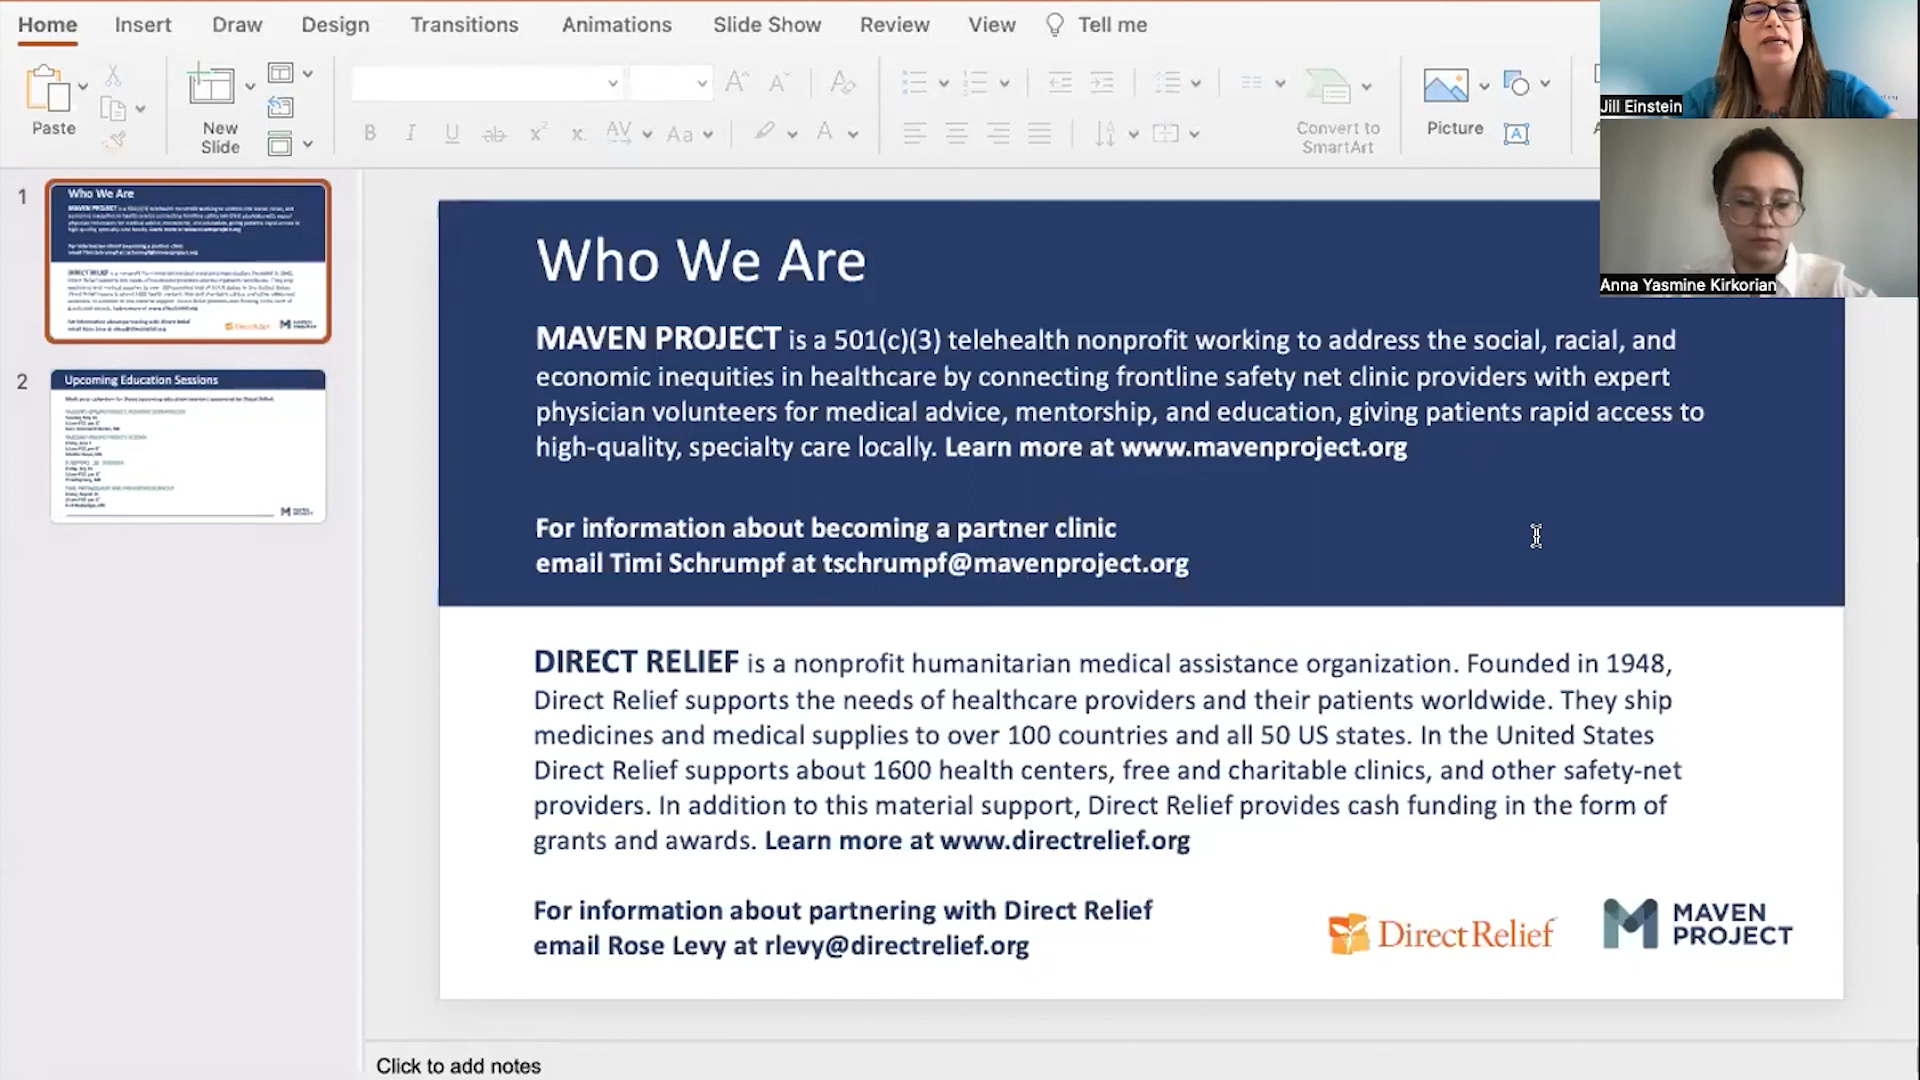 Home Insert Draw Design Transitions Animations Slide Show Review View Tell me
Paste
New
Slide
Convert to
SmartArt
Picture
Jill Einstein
Anna Yasmine Kirkorian
1
Who We Are
2
Upcoming Education Sessions
MAVEN
PROJECT
Who We Are
MAVEN PROJECT is a 501(c)(3) telehealth nonprofit working to address the social, racial, and
economic inequities in healthcare by connecting frontline safety net clinic providers with expert
physician volunteers for medical advice, mentorship, and education, giving patients rapid access to
high-quality, specialty care locally. Learn more at www.mavenproject.org
For information about becoming a partner clinic
email Timi Schrumpf at tschrumpf@mavenproject.org
DIRECT RELIEF is a nonprofit humanitarian medical assistance organization. Founded in 1948,
Direct Relief supports the needs of healthcare providers and their patients worldwide. They ship
medicines and medical supplies to over 100 countries and all 50 US states. In the United States
Direct Relief supports about 1600 health centers, free and charitable clinics, and other safety-net
providers. In addition to this material support, Direct Relief provides cash funding in the form of
grants and awards. Learn more at www.directrelief.org
For information about partnering with Direct Relief
email Rose Levy at rlevy@directrelief.org
DirectRelief
MAVEN
PROJECT
Click to add notes